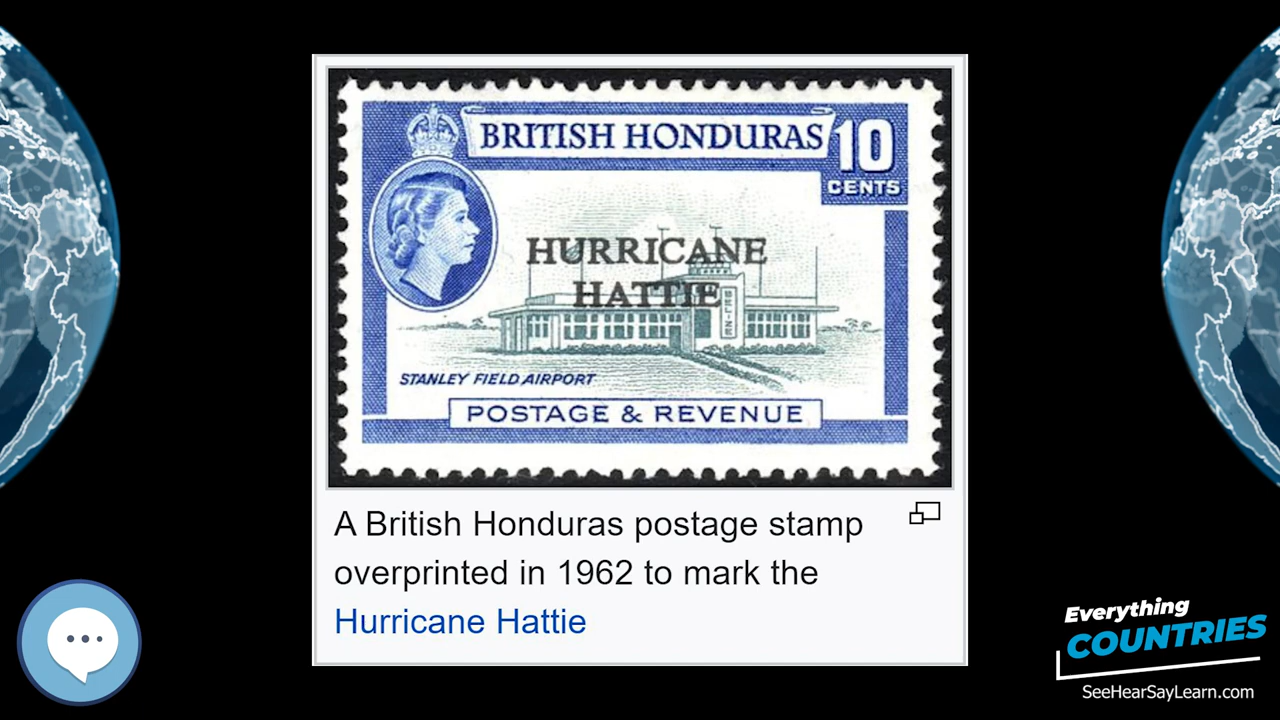 BRITISH HONDURAS
10
CENTS
HURRICANE
HATTIE
BELIZE
STANLEY FIELD AIRPORT
POSTAGE & REVENUE
A British Honduras postage stamp
overprinted in 1962 to mark the
Hurricane Hattie
Everything
COUNTRIES
SeeHearSayLearn.com